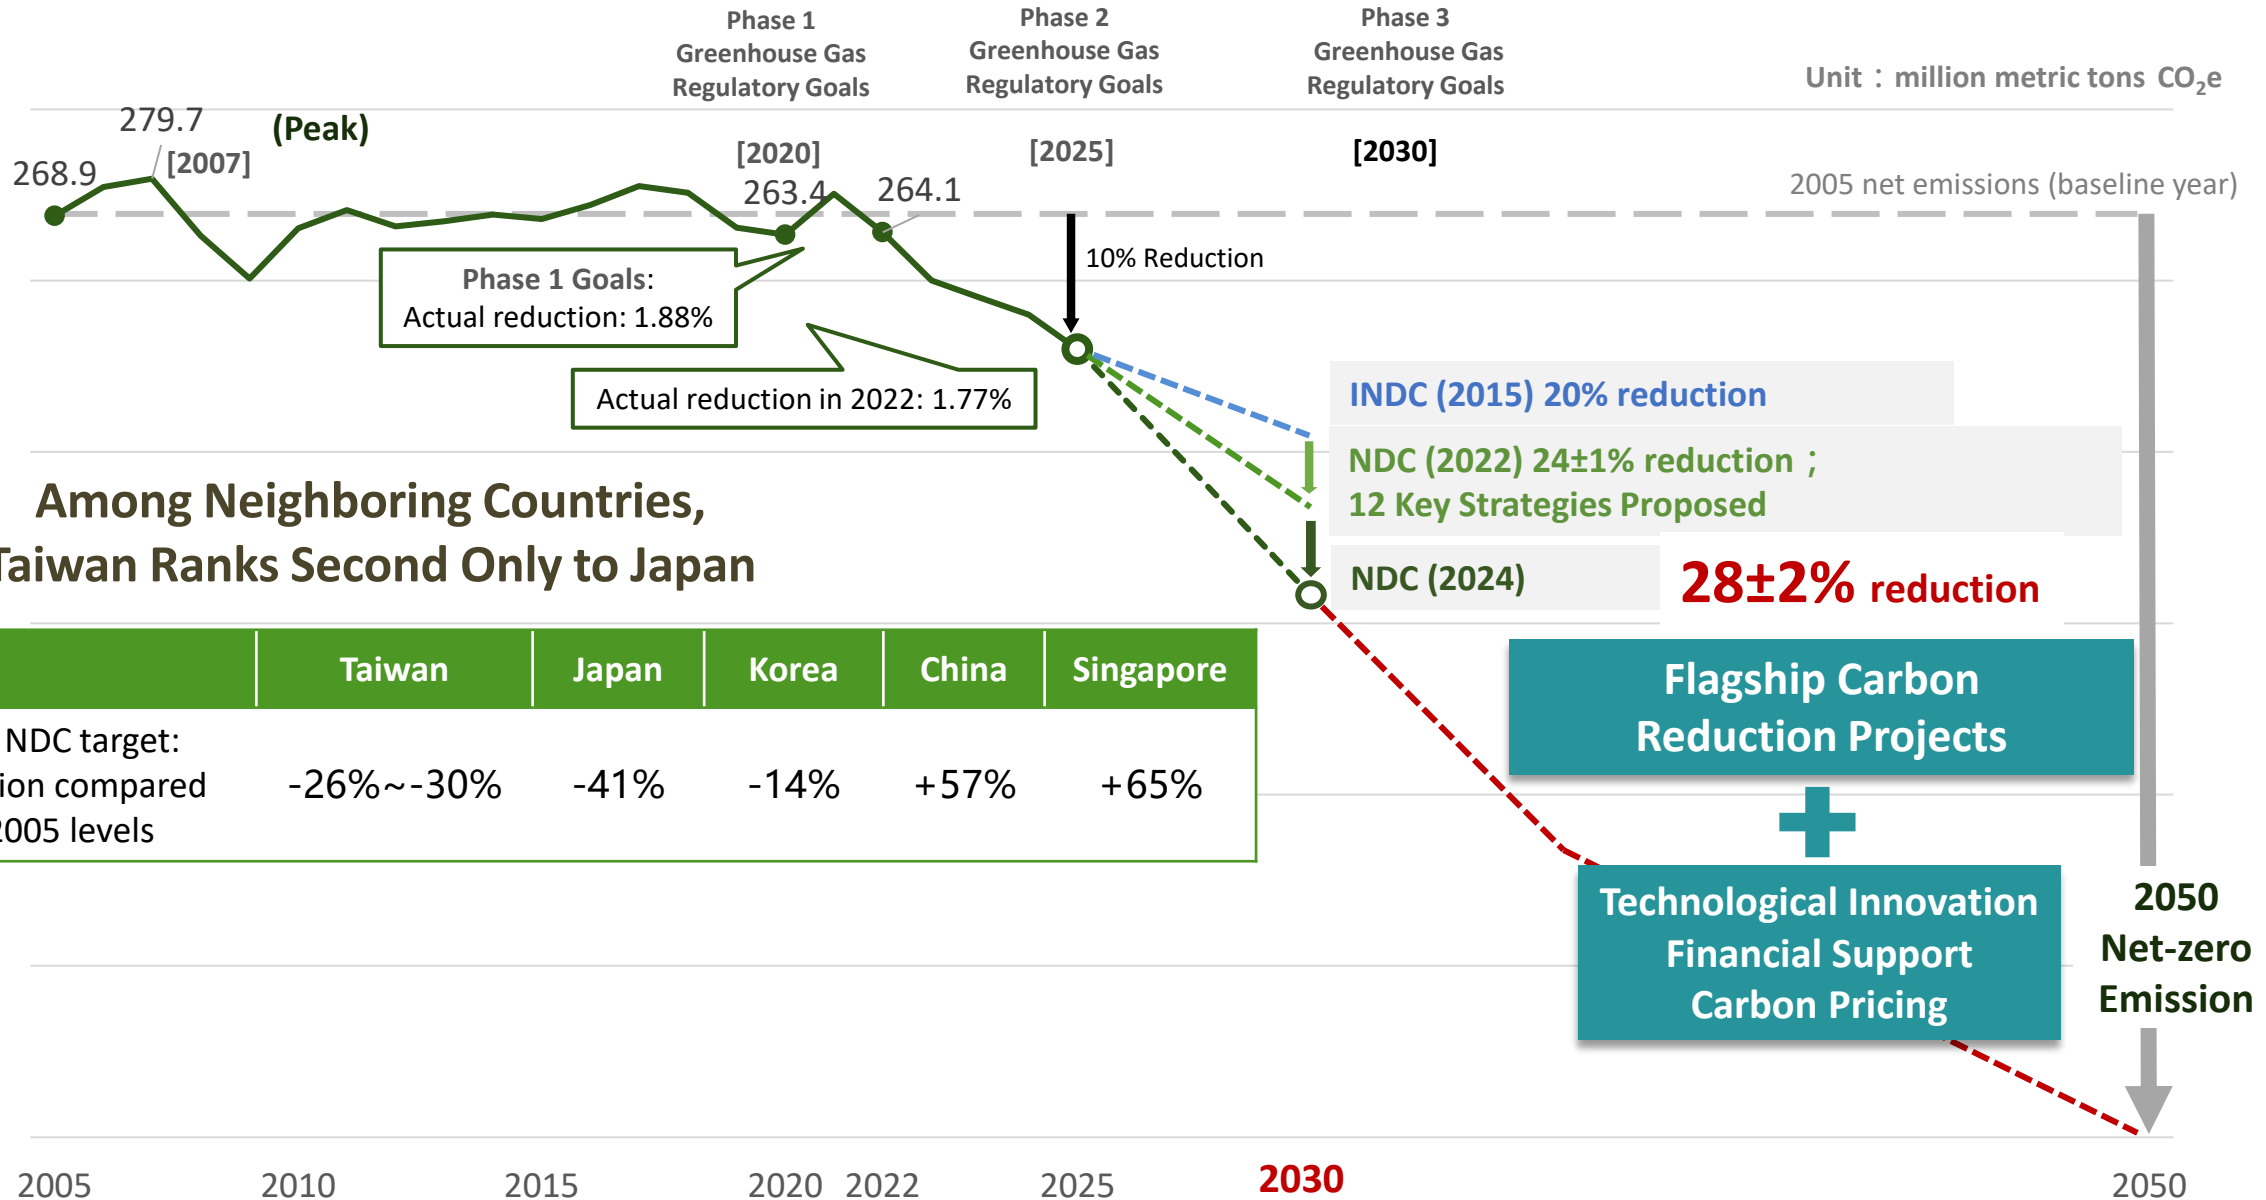 Phase 1
Greenhouse Gas
Regulatory Goals
Phase 2
Greenhouse Gas
Regulatory Goals
Phase 3
Greenhouse Gas
Regulatory Goals
Unit：million metric tons CO₂e
279.7
(Peak)
[2007]
268.9
[2020]
263.4
264.1
[2025]
[2030]
2005 net emissions (baseline year)
10% Reduction
Phase 1 Goals:
Actual reduction: 1.88%
Actual reduction in 2022: 1.77%
INDC (2015) 20% reduction
NDC (2022) 24±1% reduction；
12 Key Strategies Proposed
NDC (2024)
28±2% reduction
Among Neighboring Countries,
Taiwan Ranks Second Only to Japan
Taiwan Japan Korea China Singapore
NDC target:
compared
2005 levels
-26%~-30% -41% -14% +57% +65%
Flagship Carbon
Reduction Projects
Technological Innovation
Financial Support
Carbon Pricing
2050
Net-zero
Emission
2005 2010 2015 2020 2022 2025 2030 2050